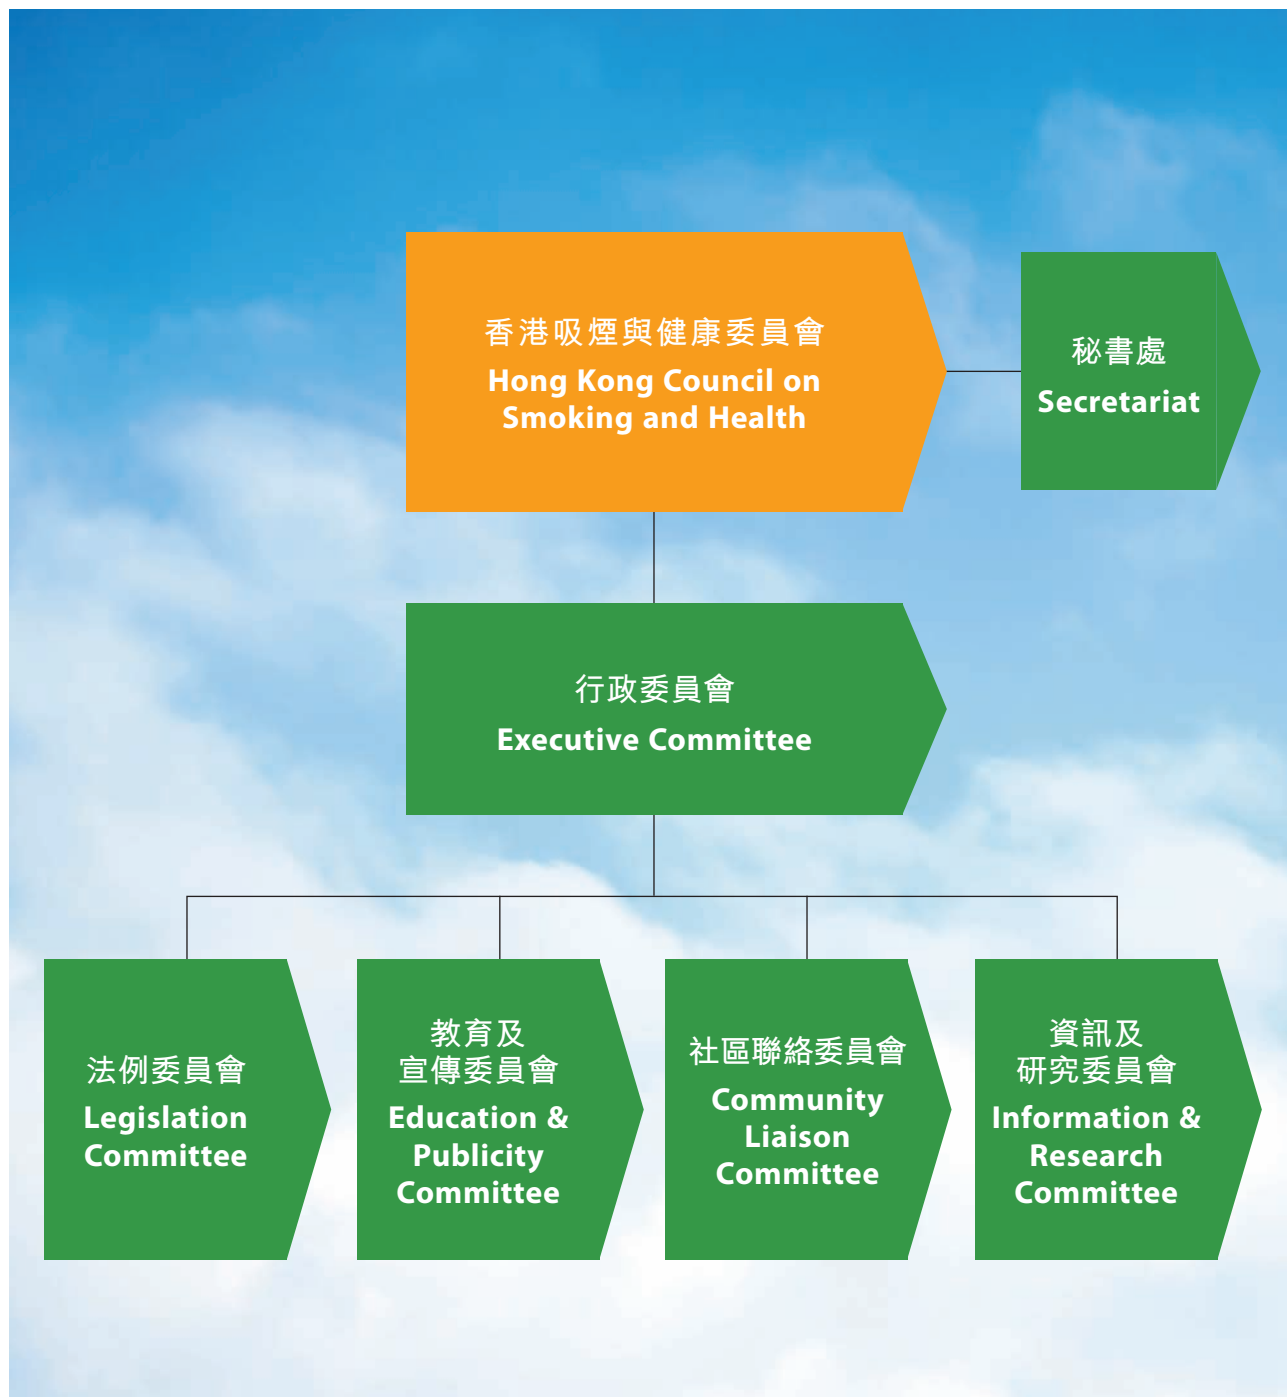 香港吸煙與健康委員會
Hong Kong Council on
Smoking and Health
秘書處
Secretariat
行政委員會
Executive Committee
法例委員會
Legislation
Committee
教育及
宣傳委員會
Education &
Publicity
Committee
社區聯絡委員會
Community
Liaison
Committee
資訊及
研究委員會
Information &
Research
Committee